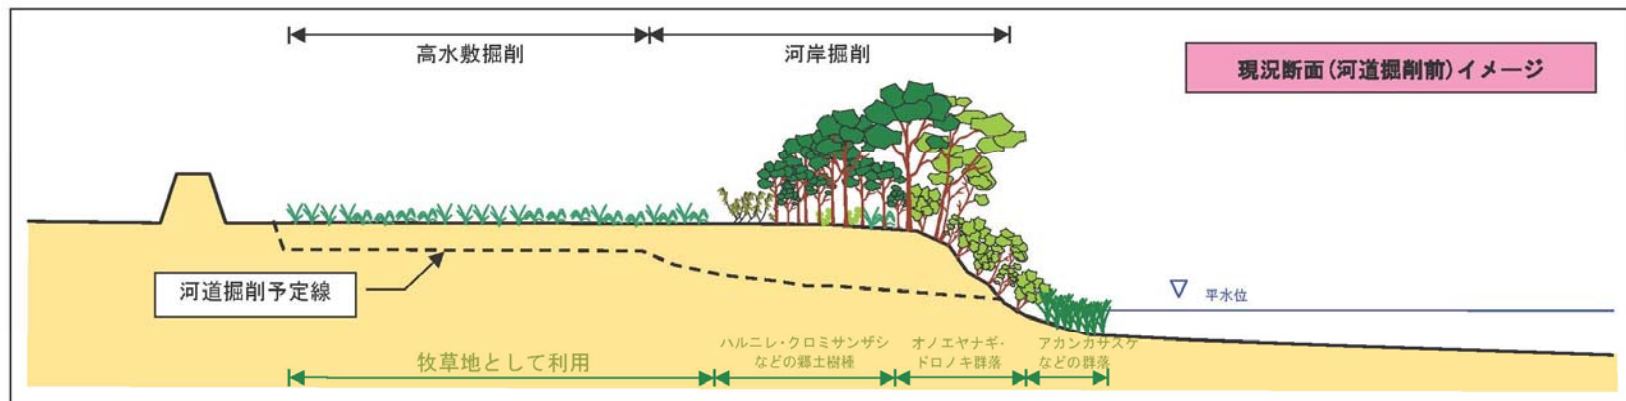 高水敷掘削
河岸掘削
現況断面(河道掘削前)イメージ
河道掘削予定線
平水位
牧草地として利用
ハルニレ・クロミサンザシ
などの郷土樹種
オノエヤナギ・
ドロノキ群落
アカンカサスゲ
などの群落